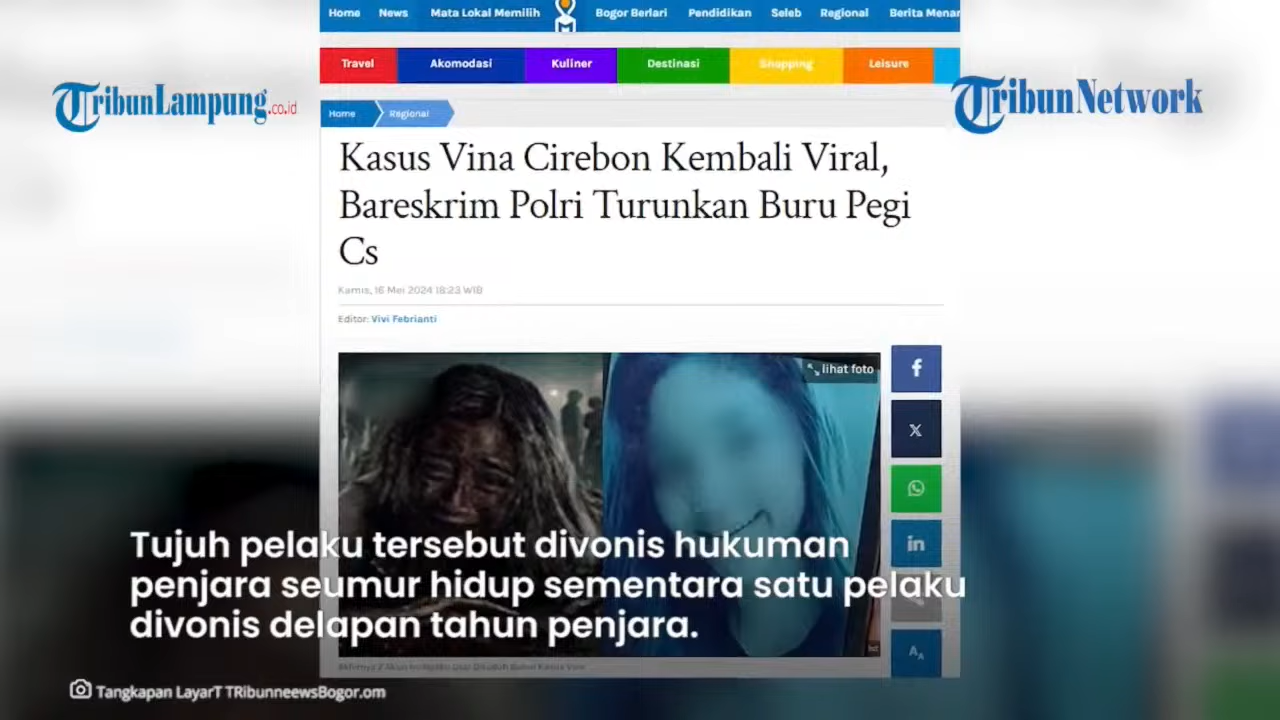 Home News Mata Lokal Memilih Bogor Berlari Pendidikan Seleb Regional Berita Menar
Travel Akomodasi Kuliner Destinasi Shopping Leisure
TribunLampung.co.id
TribunNetwork
Home Regional
Kasus Vina Cirebon Kembali Viral,
Bareskrim Polri Turunkan Buru Pegi
Cs
Kamis, 16 Mei 2024 18:23 WIB
Editor: Vivi Febrianti
lihat foto
Tujuh pelaku tersebut divonis hukuman
penjara seumur hidup sementara satu pelaku
divonis delapan tahun penjara.
Tangkapan LayarT TRibunneewsBogor.om